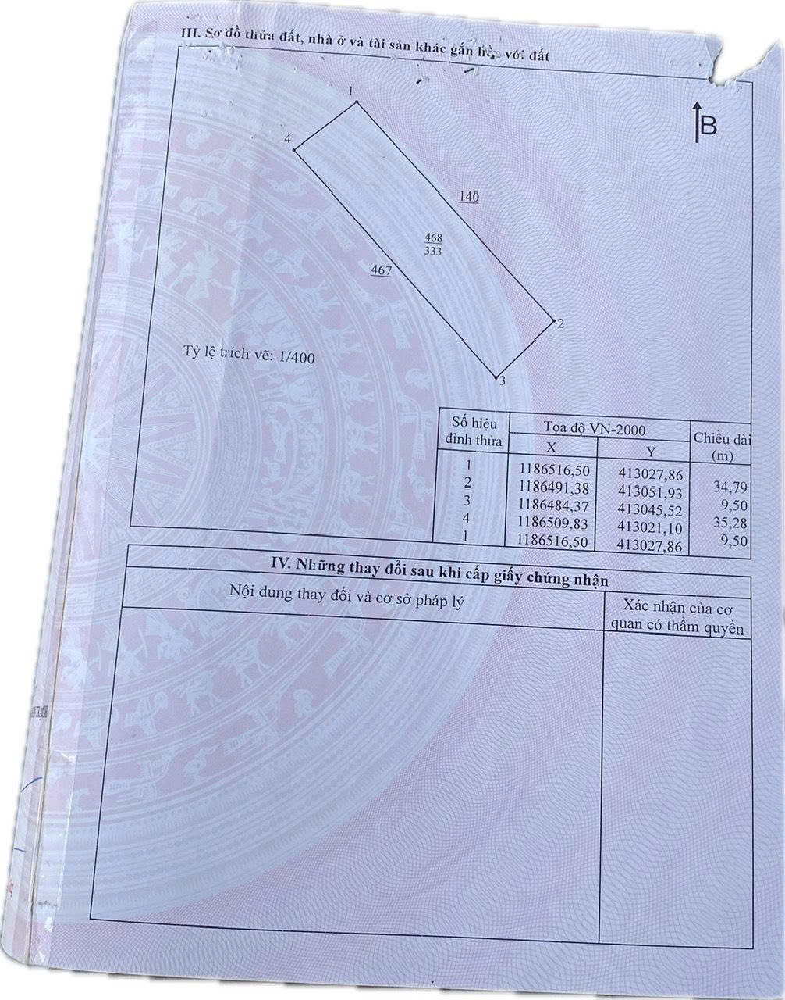 III. Sơ đồ thửa đất, nhà ở và tài sản khác gắn liền với đất
B
1
4
140
468
333
467
2
3
Tỷ lệ trích vẽ: 1/400
Số hiệu đỉnh thửa Tọa độ VN-2000 Chiều dài (m)
X Y
1 1186516,50 413027,86
34,79
2 1186491,38 413051,93
9,50
3 1186484,37 413045,52
35,28
4 1186509,83 413021,10
9,50
1 1186516,50 413027,86
IV. Những thay đổi sau khi cấp giấy chứng nhận
Nội dung thay đổi và cơ sở pháp lý
Xác nhận của cơ
quan có thẩm quyền